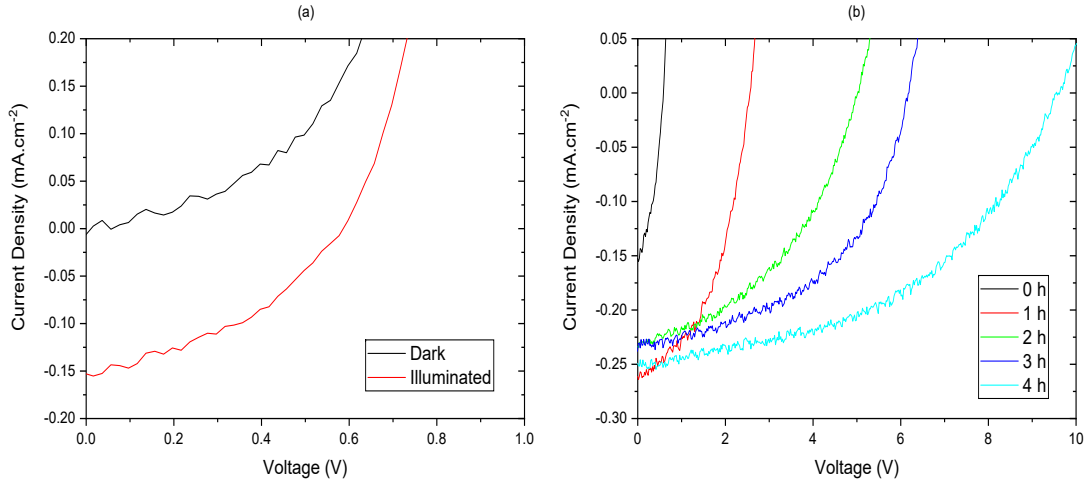 (a)
0.20
0.15
0.10
0.05
0.00
-0.05
-0.10
-0.15
-0.20
Current Density (mA.cm⁻²)
0.0
0.2
0.4
0.6
0.8
1.0
Voltage (V)
Dark
Illuminated
(b)
0.05
0.00
-0.05
-0.10
-0.15
-0.20
-0.25
-0.30
Current Density (mA.cm⁻²)
0
2
4
6
8
10
Voltage (V)
0 h
1 h
2 h
3 h
4 h